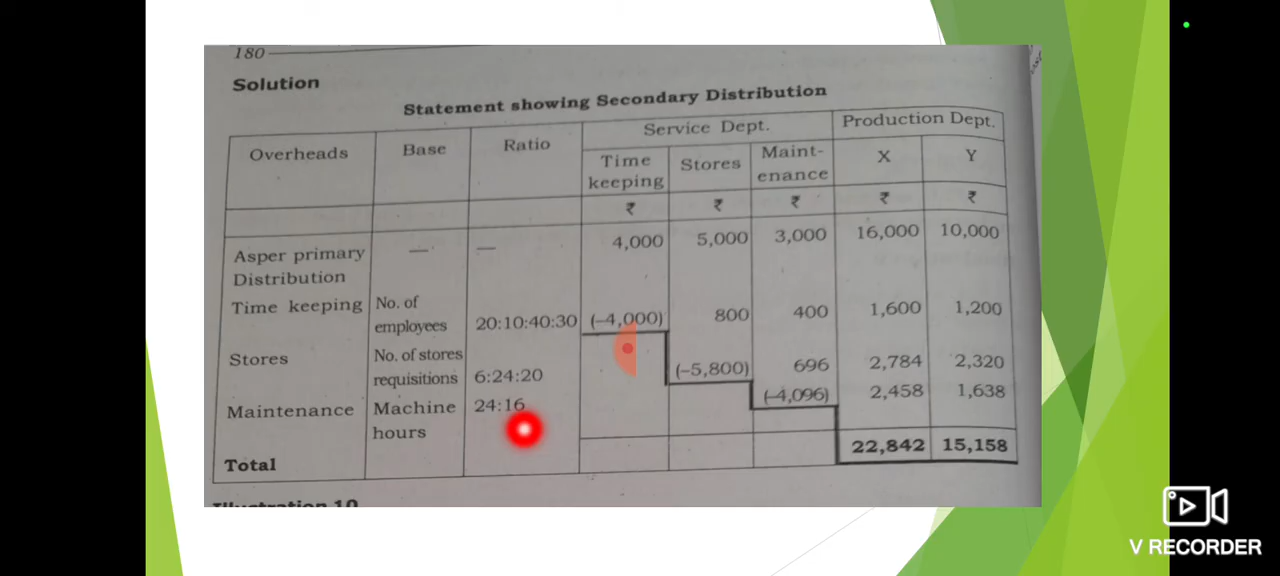 180
Solution
Statement showing Secondary Distribution
Overheads Base Ratio Service Dept. Production Dept.
Time keeping Stores Maint-enance X Y
₹ ₹ ₹ ₹ ₹
Asper primary Distribution — — 4,000 5,000 3,000 16,000 10,000
Time keeping No. of employees 20:10:40:30 (–4,000) 800 400 1,600 1,200
Stores No. of stores requisitions 6:24:20 (–5,800) 696 2,784 2,320
Maintenance Machine hours 24:16 (–4,096) 2,458 1,638
Total 22,842 15,158
Illustration 10
V RECORDER